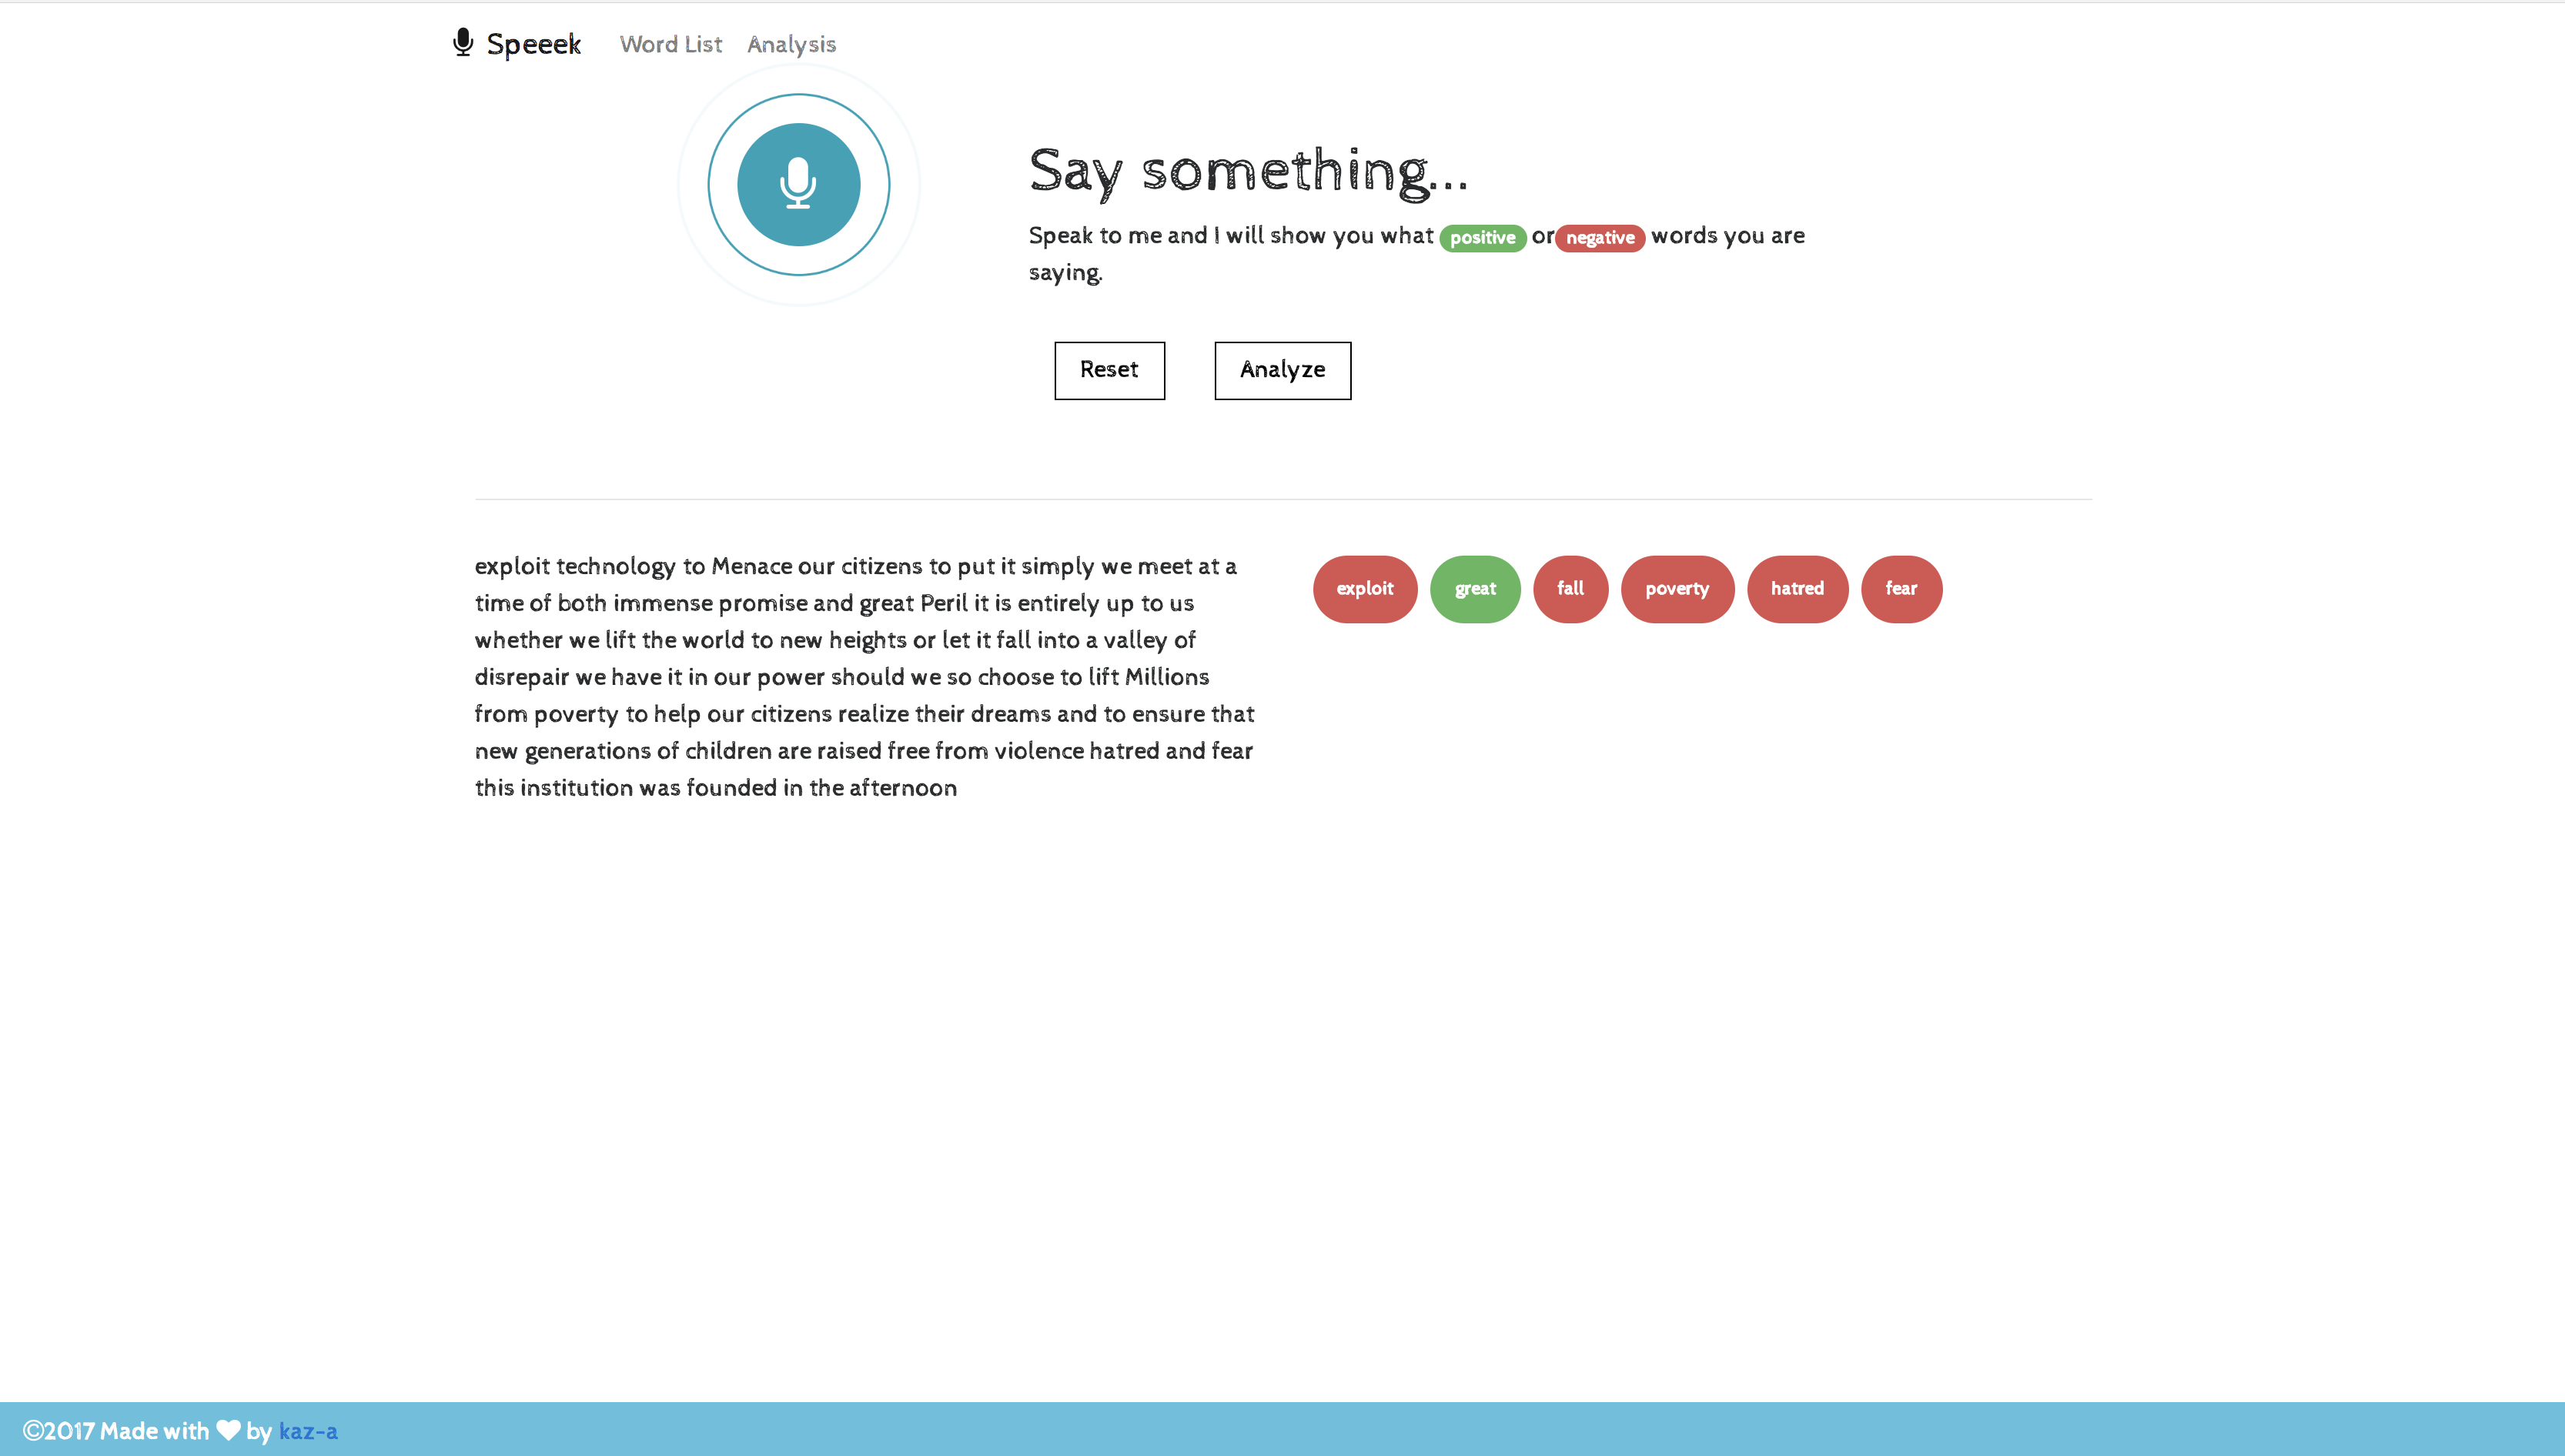 Speeek Word List Analysis
Say something...
Speak to me and I will show you what positive or negative words you are
saying.
Reset Analyze
exploit technology to Menace our citizens to put it simply we meet at a
time of both immense promise and great Peril it is entirely up to us
whether we lift the world to new heights or let it fall into a valley of
disrepair we have it in our power should we so choose to lift Millions
from poverty to help our citizens realize their dreams and to ensure that
new generations of children are raised free from violence hatred and fear
this institution was founded in the afternoon
exploit great fall poverty hatred fear
©2017 Made with by kaz-a